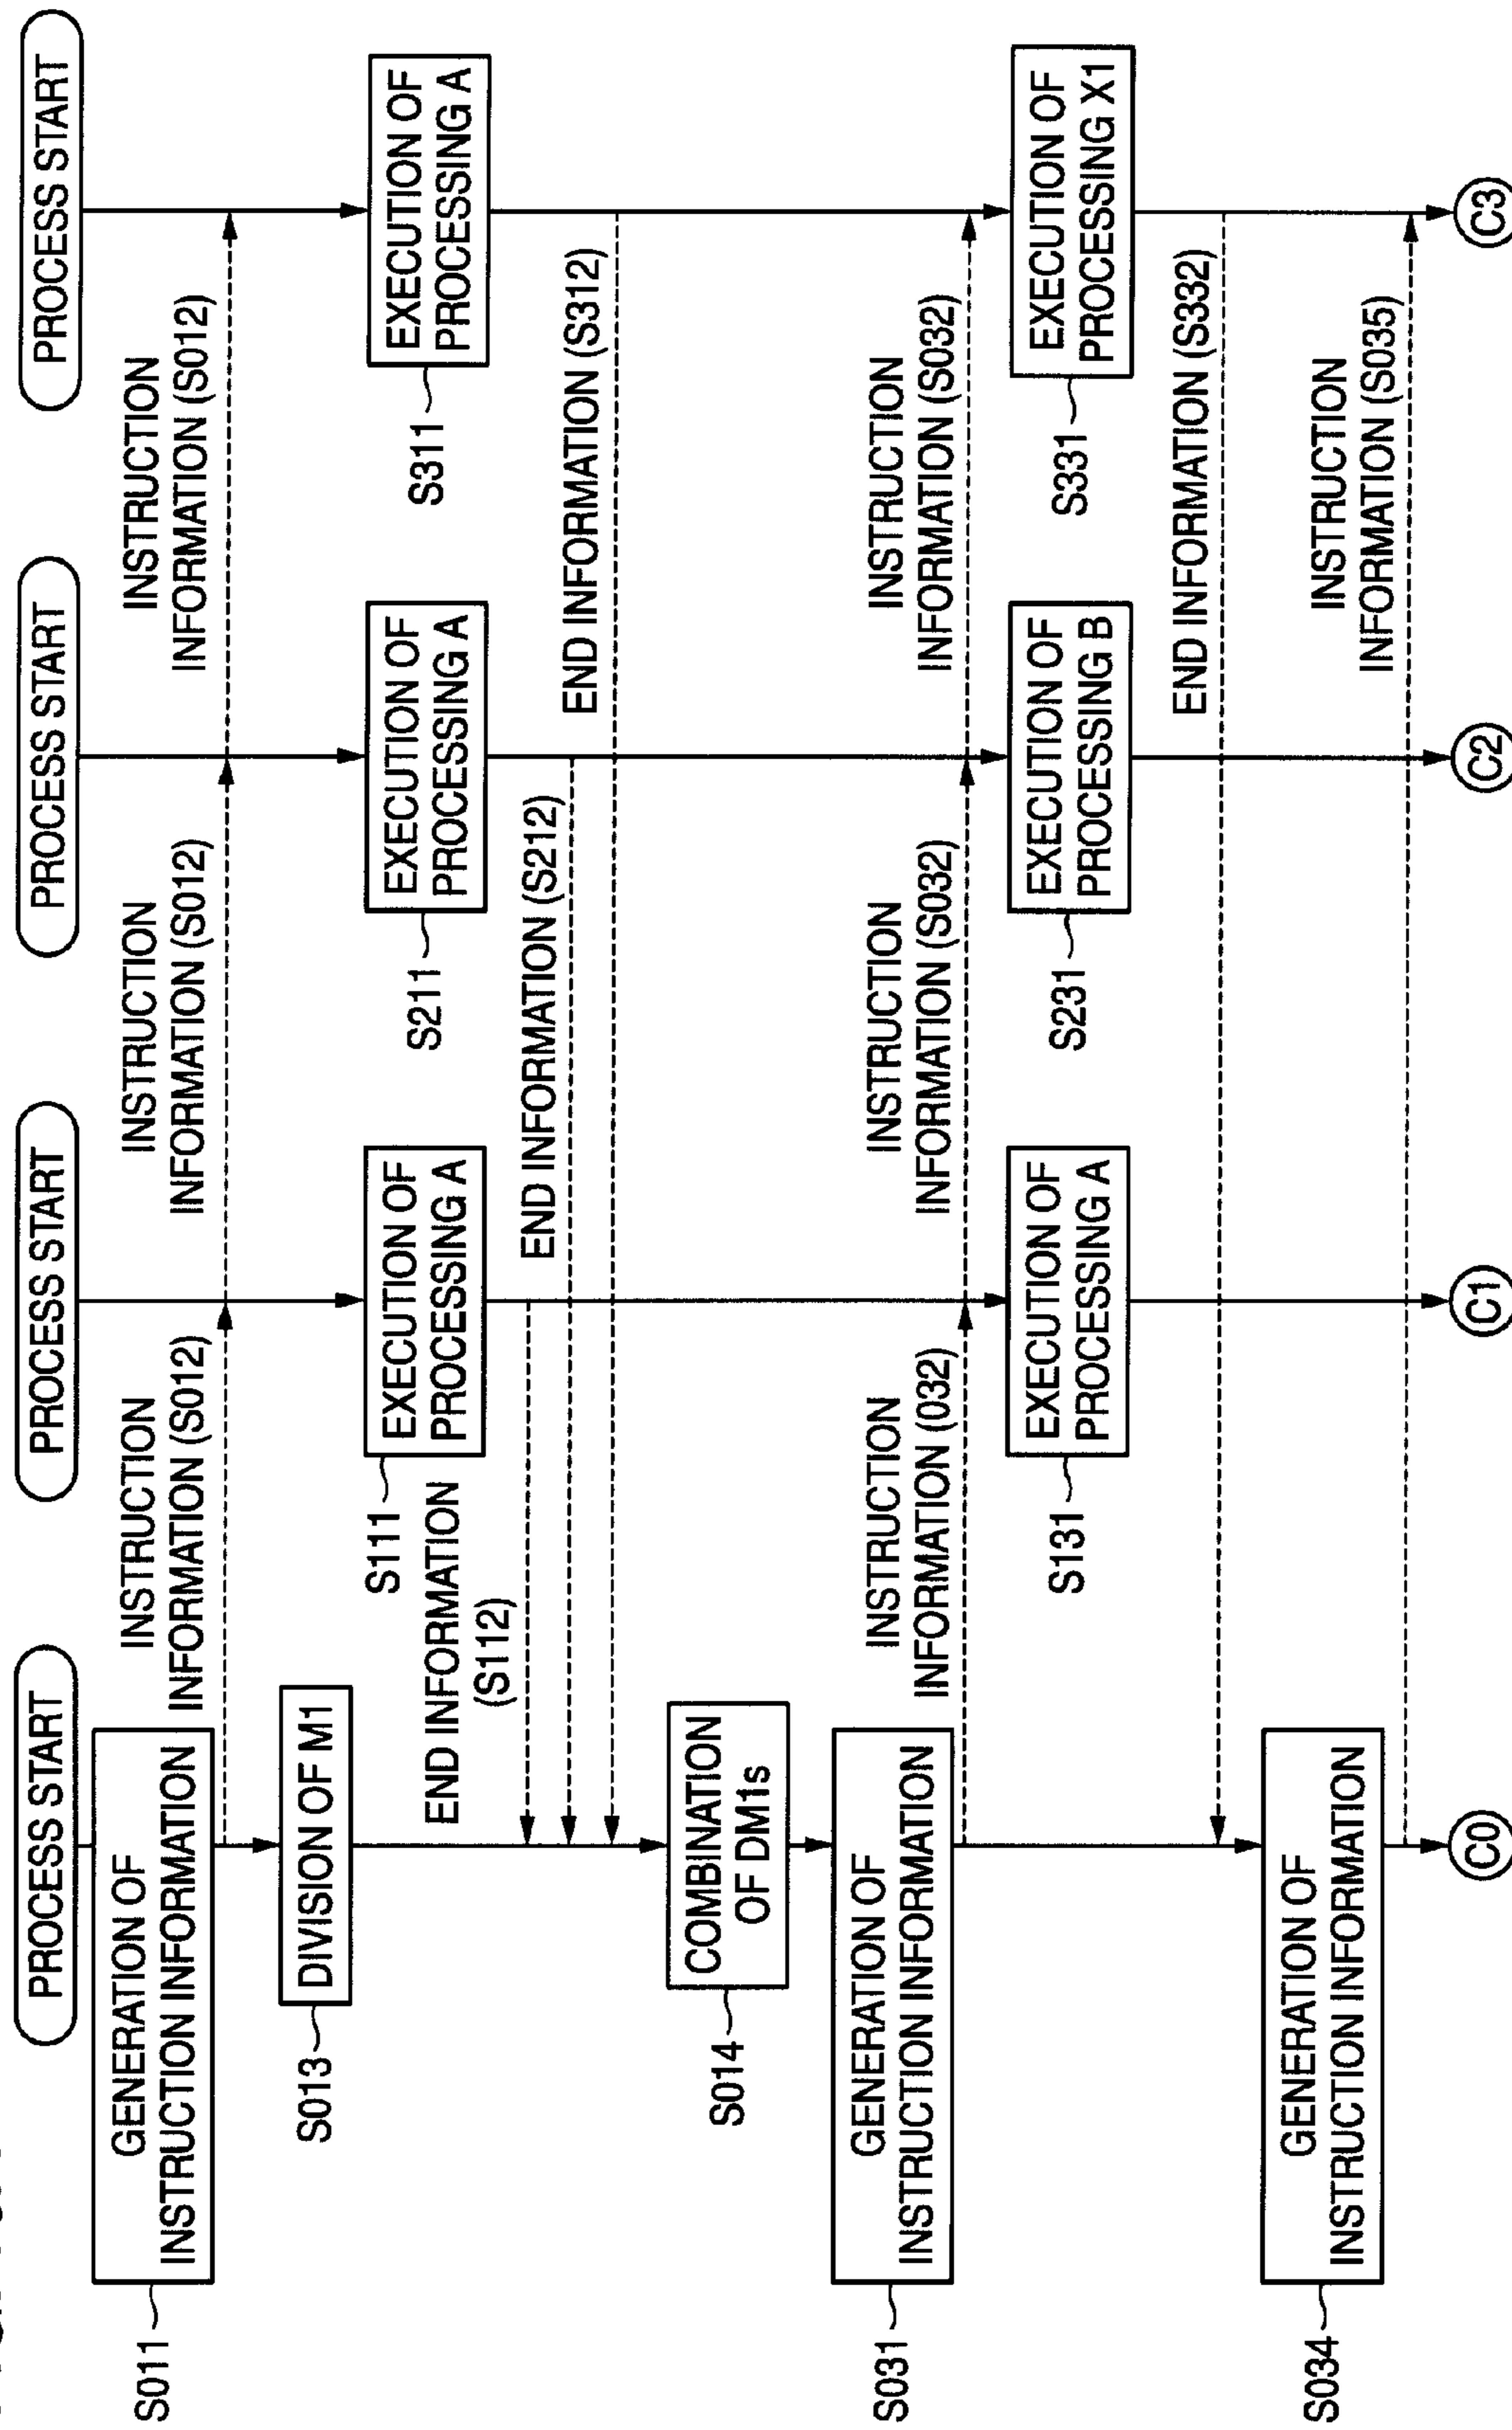 PROCESS START
PROCESS START
PROCESS START
PROCESS START
S011
GENERATION OF
INSTRUCTION INFORMATION
INSTRUCTION
INFORMATION (S012)
INSTRUCTION
INFORMATION (S012)
INSTRUCTION
INFORMATION (S012)
S013
DIVISION OF M1
S111
EXECUTION OF
PROCESSING A
S211
EXECUTION OF
PROCESSING A
S311
EXECUTION OF
PROCESSING A
END INFORMATION
(S112)
END INFORMATION (S212)
END INFORMATION (S312)
S014
COMBINATION
OF DM1s
S031
GENERATION OF
INSTRUCTION INFORMATION
INSTRUCTION
INFORMATION (032)
INSTRUCTION
INFORMATION (S032)
INSTRUCTION
INFORMATION (S032)
S131
EXECUTION OF
PROCESSING A
S231
EXECUTION OF
PROCESSING B
S331
EXECUTION OF
PROCESSING X1
END INFORMATION (S332)
S034
GENERATION OF
INSTRUCTION INFORMATION
INSTRUCTION
INFORMATION (S035)
C0
C1
C2
C3